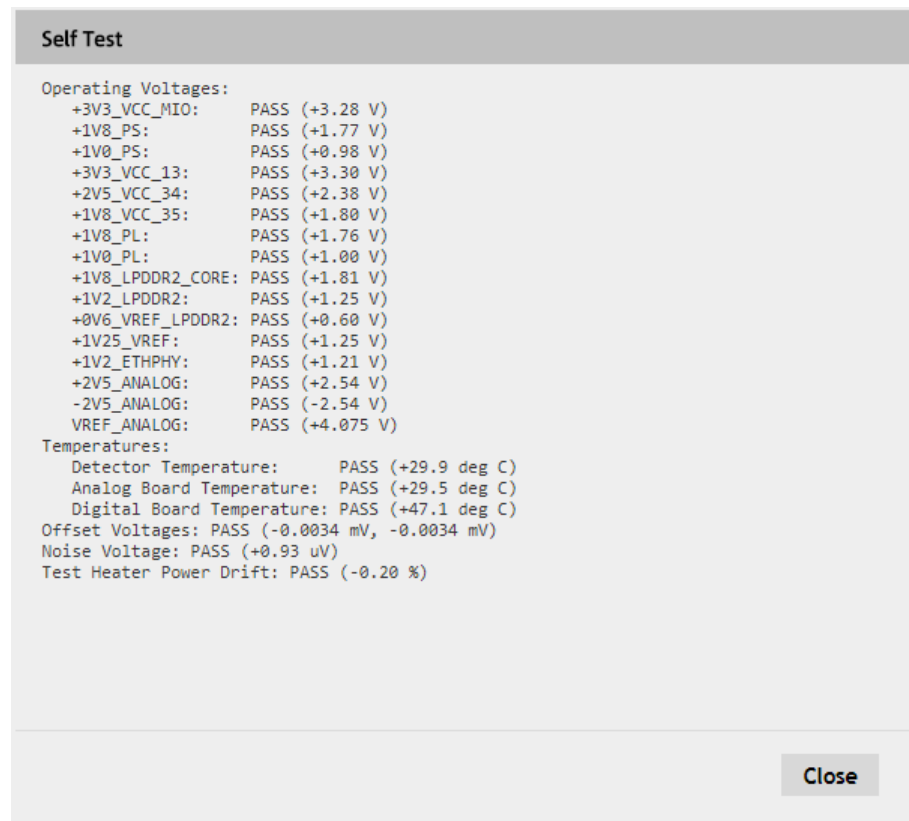 Self Test
Operating Voltages:
+3V3_VCC_MIO: PASS (+3.28 V)
+1V8_PS: PASS (+1.77 V)
+1V0_PS: PASS (+0.98 V)
+3V3_VCC_13: PASS (+3.30 V)
+2V5_VCC_34: PASS (+2.38 V)
+1V8_VCC_35: PASS (+1.80 V)
+1V8_PL: PASS (+1.76 V)
+1V0_PL: PASS (+1.00 V)
+1V8_LPDDR2_CORE: PASS (+1.81 V)
+1V2_LPDDR2: PASS (+1.25 V)
+0V6_VREF_LPDDR2: PASS (+0.60 V)
+1V25_VREF: PASS (+1.25 V)
+1V2_ETHPHY: PASS (+1.21 V)
+2V5_ANALOG: PASS (+2.54 V)
-2V5_ANALOG: PASS (-2.54 V)
VREF_ANALOG: PASS (+4.075 V)
Temperatures:
Detector Temperature: PASS (+29.9 deg C)
Analog Board Temperature: PASS (+29.5 deg C)
Digital Board Temperature: PASS (+47.1 deg C)
Offset Voltages: PASS (-0.0034 mV, -0.0034 mV)
Noise Voltage: PASS (+0.93 uV)
Test Heater Power Drift: PASS (-0.20 %)
Close